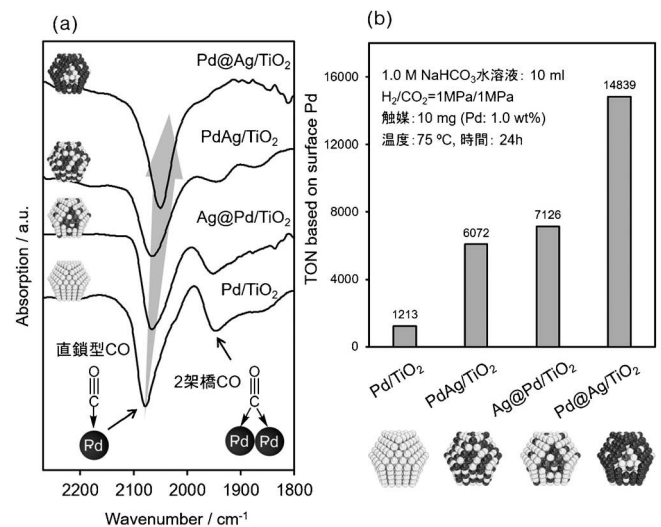 (a)
Pd@Ag/TiO₂
PdAg/TiO₂
Ag@Pd/TiO₂
Pd/TiO₂
Absorption / a.u.
直鎖型CO
2架橋CO
O
C
Pd
O
C
Pd Pd
2200 2100 2000 1900 1800
Wavenumber / cm⁻¹
(b)
TON based on surface Pd
16000
12000
8000
4000
0
1.0 M NaHCO₃水溶液: 10 ml
H₂/CO₂=1MPa/1MPa
触媒: 10 mg (Pd: 1.0 wt%)
温度: 75 ºC, 時間: 24h
1213
6072
7126
14839
Pd/TiO₂
PdAg/TiO₂
Ag@Pd/TiO₂
Pd@Ag/TiO₂